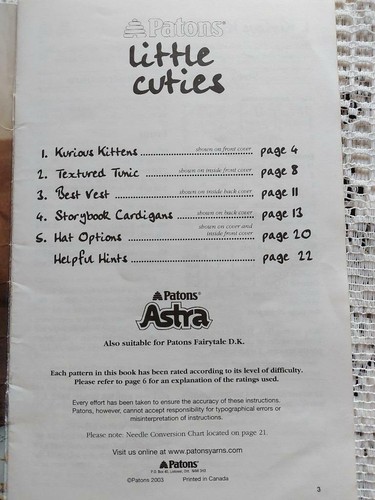 Patons®
little
cuties
1. Kurious Kittens shown on front cover page 4
2. Textured Tunic shown on inside front cover page 8
3. Best Vest shown on inside back cover page 11
4. Storybook Cardigans shown on back cover page 13
5. Hat Options shown on cover and inside front cover page 20
Helpful Hints page 22
Patons®
Astra
Also suitable for Patons Fairytale D.K.
Each pattern in this book has been rated according to its level of difficulty.
Please refer to page 6 for an explanation of the ratings used.
Every effort has been taken to ensure the accuracy of these instructions.
Patons, however, cannot accept responsibility for typographical errors or
misinterpretation of instructions.
Please note: Needle Conversion Chart located on page 21.
Visit us online at www.patonsyarns.com
Patons®
©Patons 2003 Printed in Canada
3